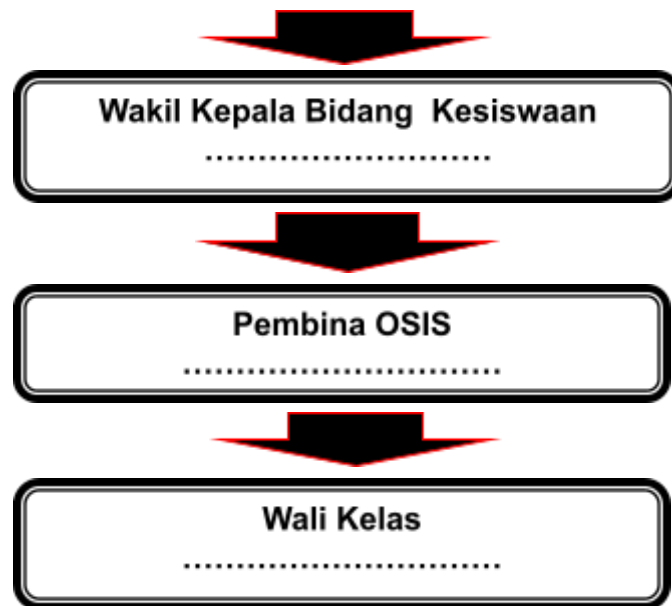 Wakil Kepala Bidang  Kesiswaan
...........................
Pembina OSIS
..............................
Wali Kelas
..............................